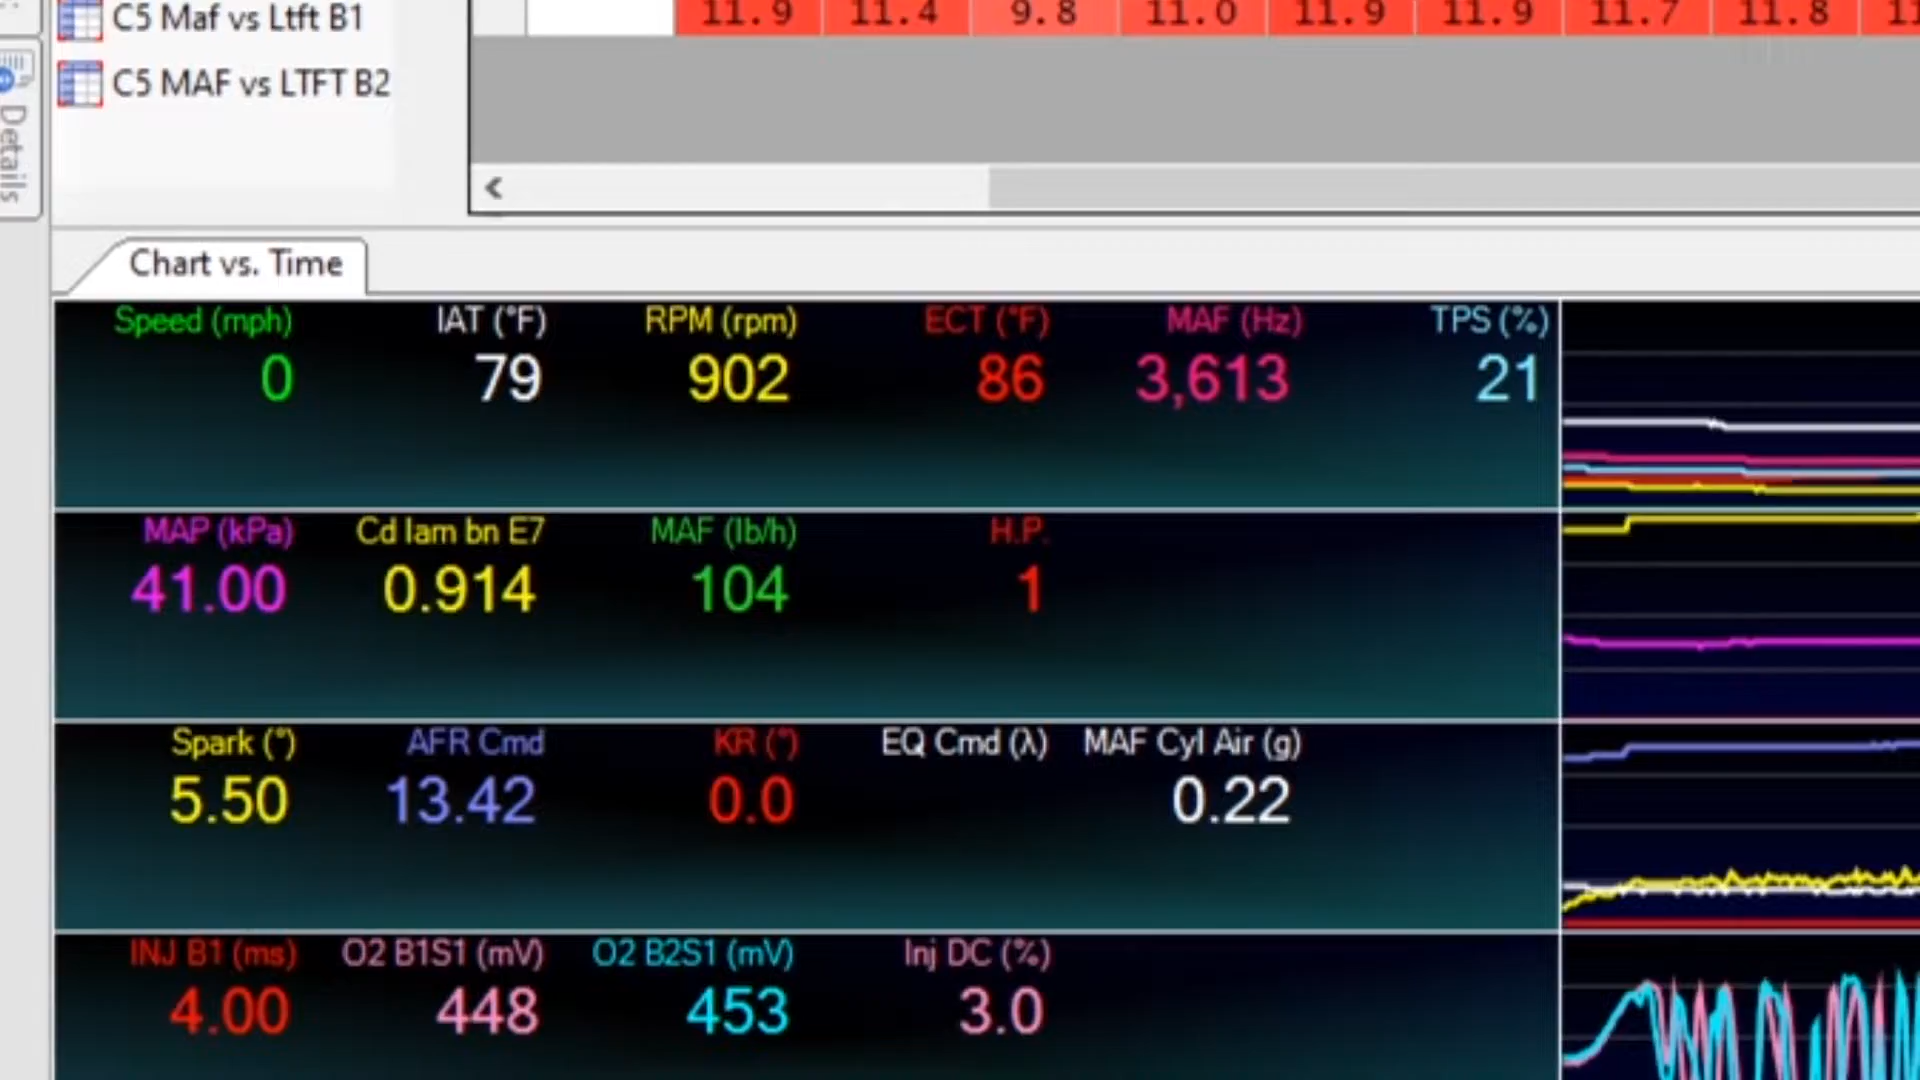 C5 Maf vs Ltft B1
11.9 11.4 9.8 11.0 11.9 11.9 11.7 11.8
C5 MAF vs LTFT B2
Details
Chart vs. Time
Speed (mph) IAT (°F) RPM (rpm) ECT (°F) MAF (Hz) TPS (%)
0 79 902 86 3,613 21
MAP (kPa) Cd lam bn E7 MAF (lb/h) H.P.
41.00 0.914 104 1
Spark (°) AFR Cmd KR (°) EQ Cmd (λ) MAF Cyl Air (g)
5.50 13.42 0.0 0.22
INJ B1 (ms) O2 B1S1 (mV) O2 B2S1 (mV) Inj DC (%)
4.00 448 453 3.0